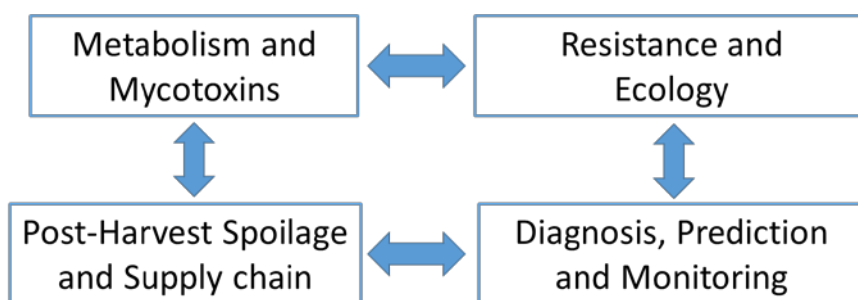 Metabolism and
Mycotoxins
Resistance and
Ecology
Post-Harvest Spoilage
and Supply chain
Diagnosis, Prediction
and Monitoring